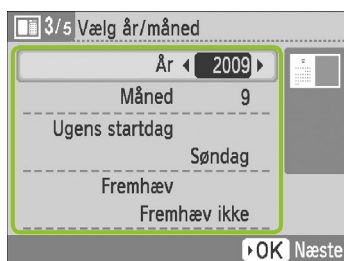 3/5 Vælg år/måned
År 2009
Måned 9
Ugens startdag
Søndag
Fremhæv
Fremhæv ikke
OK Næste